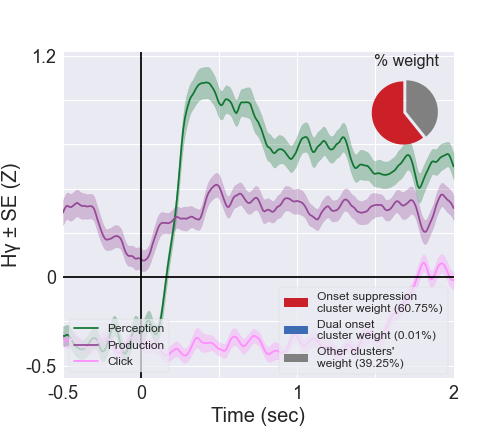 % weight
1.2
0
-0.5
Hγ ± SE (Z)
Perception
Production
Click
Onset suppression
cluster weight (60.75%)
Dual onset
cluster weight (0.01%)
Other clusters'
weight (39.25%)
-0.5
0
1
2
Time (sec)